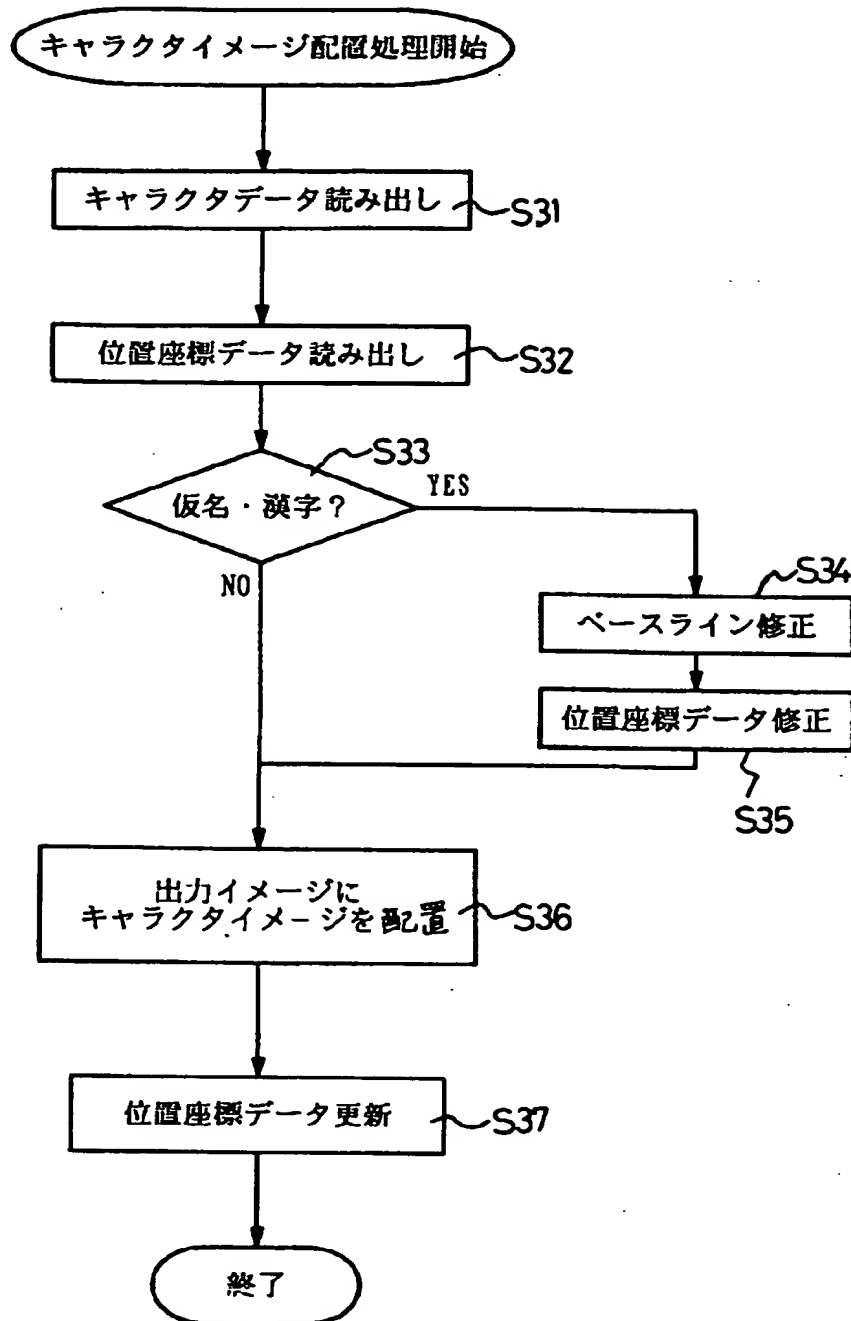 キャラクタイメージ配置処理開始
キャラクタデータ読み出し
S31
位置座標データ読み出し
S32
S33
仮名・漢字?
YES
NO
S34
ベースライン修正
位置座標データ修正
S35
出力イメージに
キャラクタイメージを配置
S36
位置座標データ更新
S37
終了